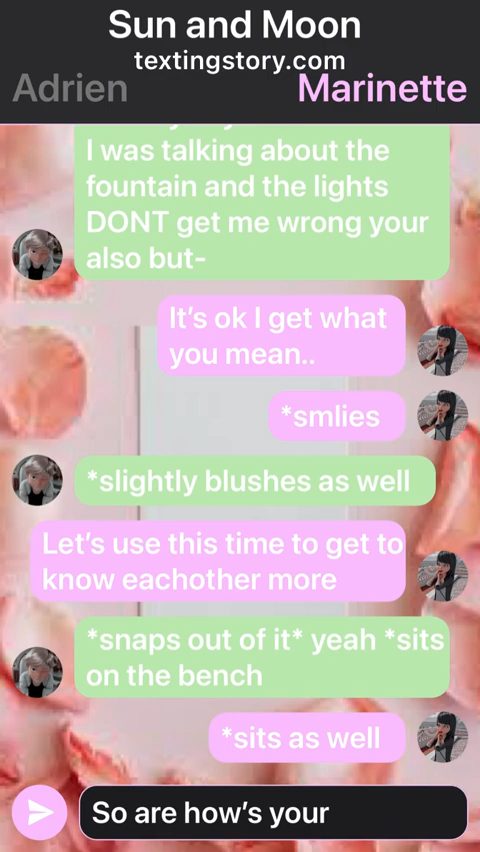 Sun and Moon
textingstory.com
Adrien Marinette
I was talking about the
fountain and the lights
DONT get me wrong your
also but-
It’s ok I get what
you mean..
*smlies
*slightly blushes as well
Let’s use this time to get to
know eachother more
*snaps out of it* yeah *sits
on the bench
*sits as well
So are how’s your